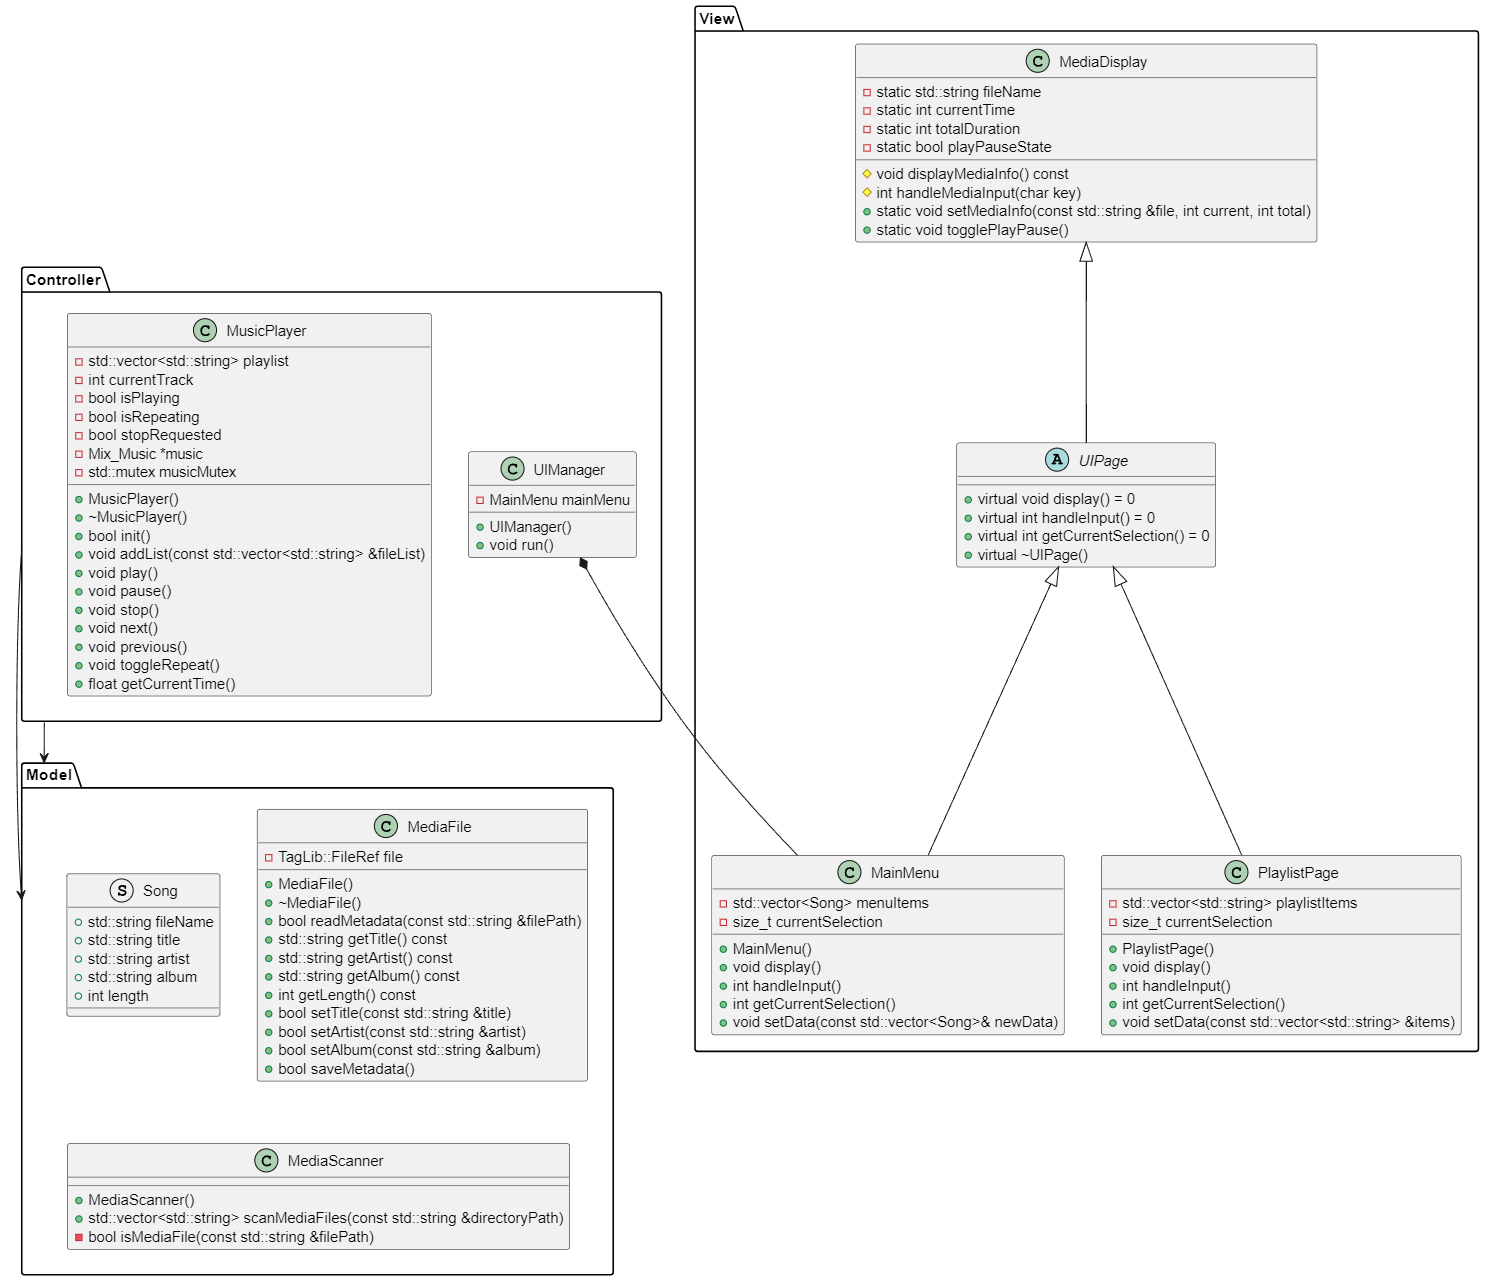 View
C MediaDisplay
static std::string fileName
static int currentTime
static int totalDuration
static bool playPauseState
void displayMediaInfo() const
int handleMediaInput(char key)
static void setMediaInfo(const std::string &file, int current, int total)
static void togglePlayPause()
Controller
C MusicPlayer
std::vector<std::string> playlist
int currentTrack
bool isPlaying
bool isRepeating
bool stopRequested
Mix_Music *music
std::mutex musicMutex
MusicPlayer()
~MusicPlayer()
bool init()
void addList(const std::vector<std::string> &fileList)
void play()
void pause()
void stop()
void next()
void previous()
void toggleRepeat()
float getCurrentTime()
C UIManager
MainMenu mainMenu
UIManager()
void run()
A UIPage
virtual void display() = 0
virtual int handleInput() = 0
virtual int getCurrentSelection() = 0
virtual ~UIPage()
Model
S Song
std::string fileName
std::string title
std::string artist
std::string album
int length
C MediaFile
TagLib::FileRef file
MediaFile()
~MediaFile()
bool readMetadata(const std::string &filePath)
std::string getTitle() const
std::string getArtist() const
std::string getAlbum() const
int getLength() const
bool setTitle(const std::string &title)
bool setArtist(const std::string &artist)
bool setAlbum(const std::string &album)
bool saveMetadata()
C MainMenu
std::vector<Song> menuItems
size_t currentSelection
MainMenu()
void display()
int handleInput()
int getCurrentSelection()
void setData(const std::vector<Song>& newData)
C PlaylistPage
std::vector<std::string> playlistItems
size_t currentSelection
PlaylistPage()
void display()
int handleInput()
int getCurrentSelection()
void setData(const std::vector<std::string> &items)
C MediaScanner
MediaScanner()
std::vector<std::string> scanMediaFiles(const std::string &directoryPath)
bool isMediaFile(const std::string &filePath)